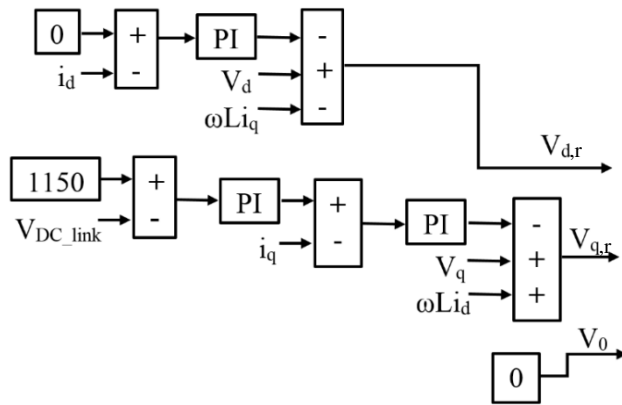 0 + PI -
i_d - V_d +
ωLi_q -
V_d,r
1150 + PI + PI -
V_DC_link - i_q - V_q + V_q,r
ωLi_d +
V_0
0